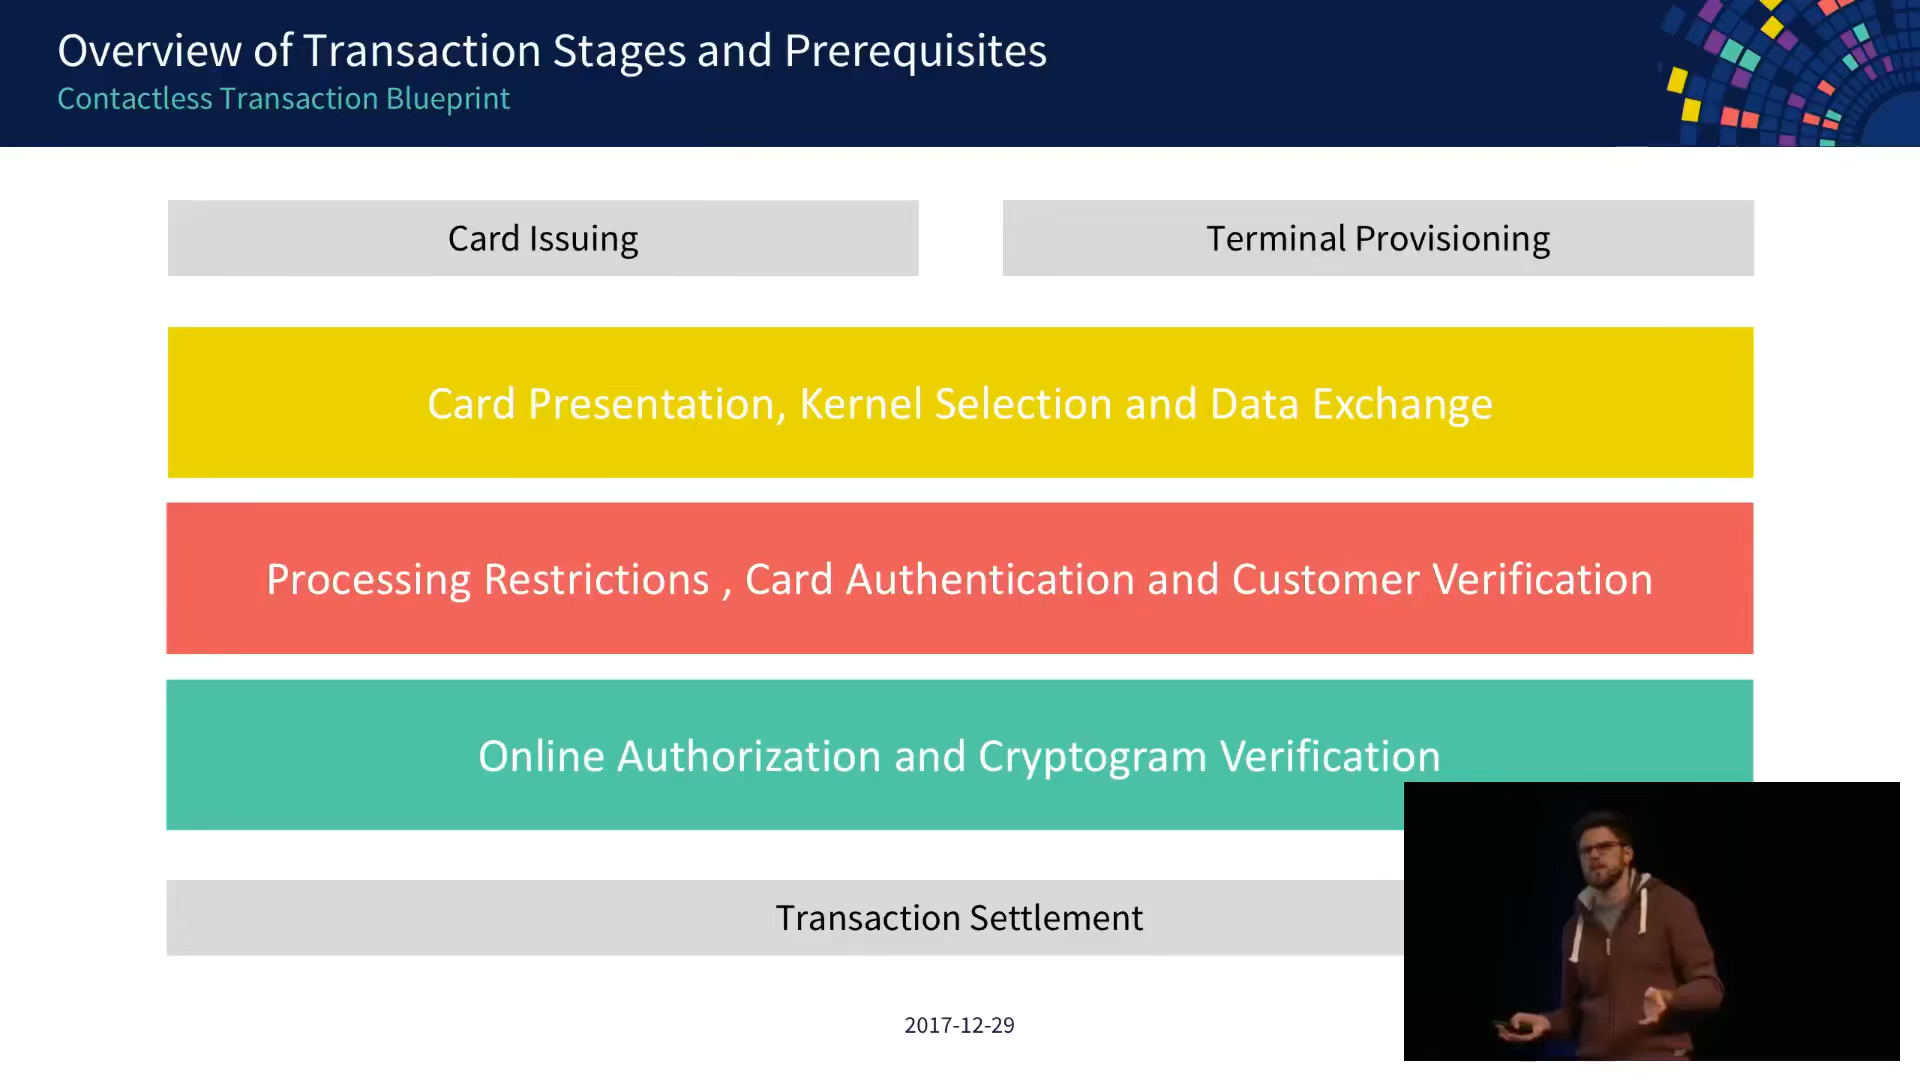 Overview of Transaction Stages and Prerequisites
Contactless Transaction Blueprint
Card Issuing
Terminal Provisioning
Card Presentation, Kernel Selection and Data Exchange
Processing Restrictions , Card Authentication and Customer Verification
Online Authorization and Cryptogram Verification
Transaction Settlement
2017-12-29